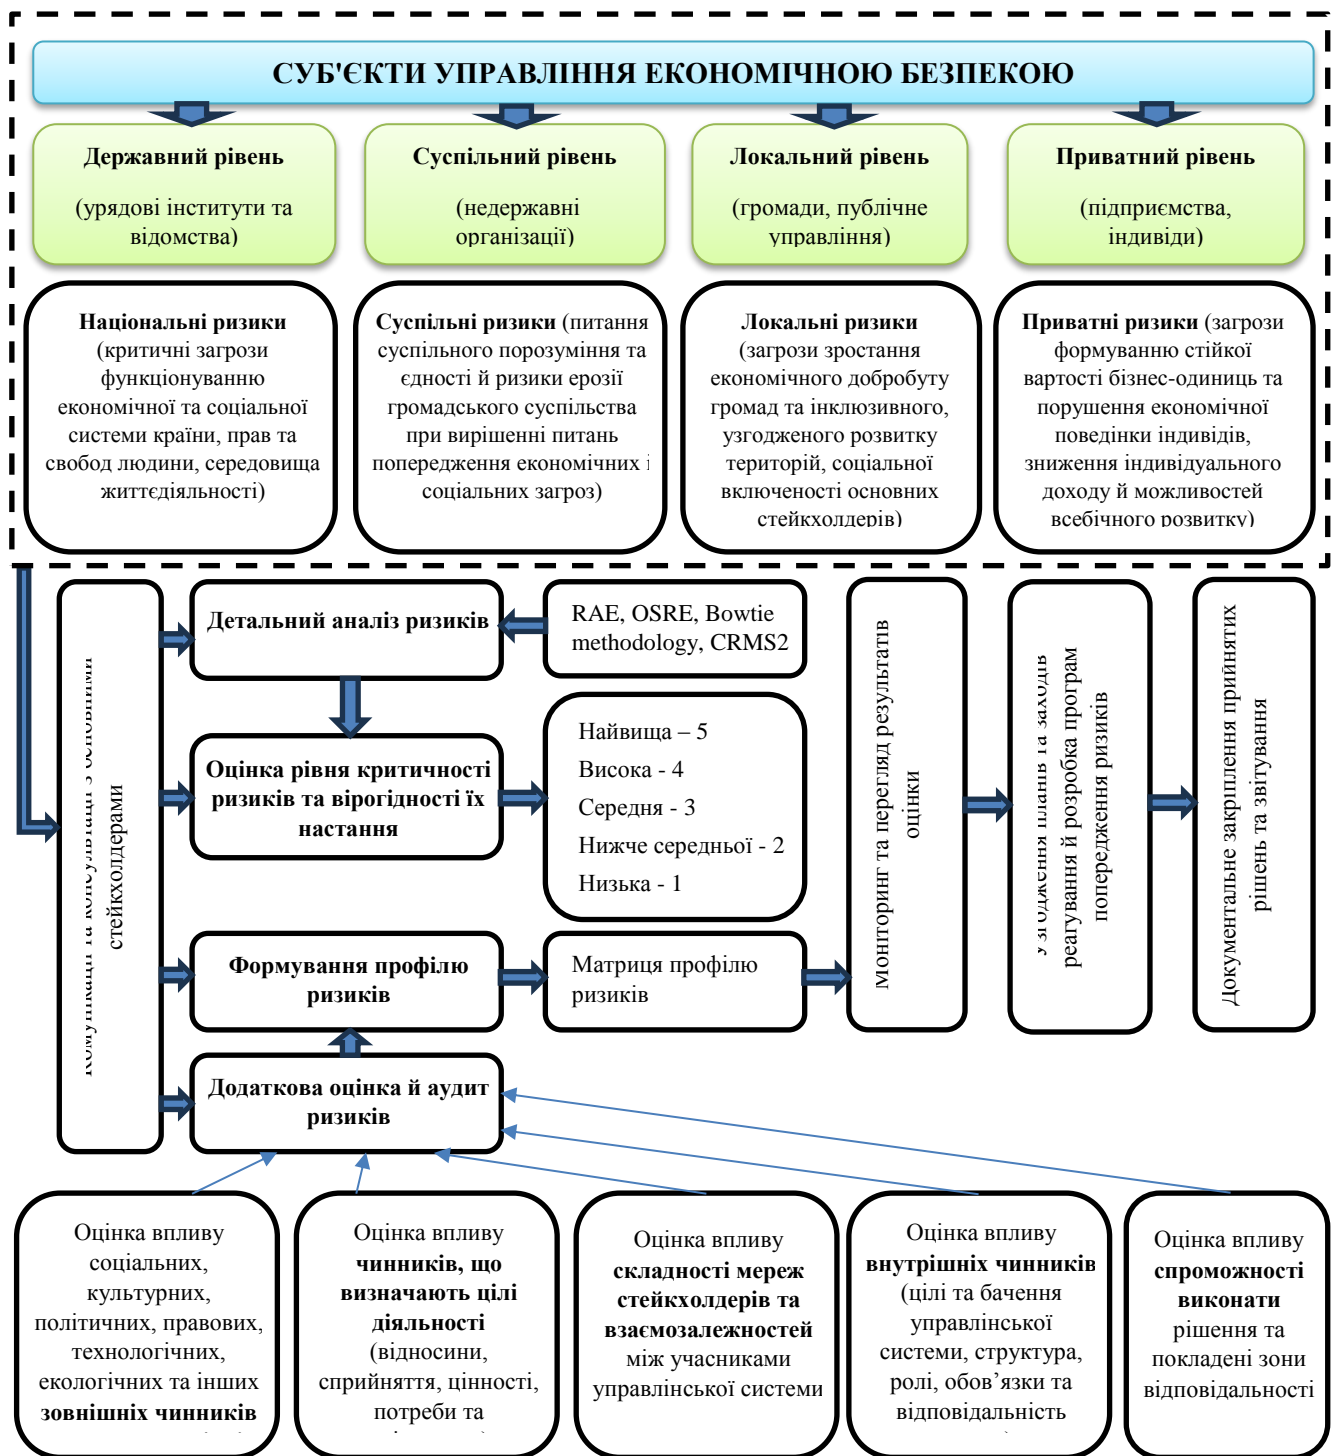 СУБ'ЄКТИ УПРАВЛІННЯ ЕКОНОМІЧНОЮ БЕЗПЕКОЮ
Державний рівень
(урядові інститути та
відомства)
Суспільний рівень
(недержавні
організації)
Локальний рівень
(громади, публічне
управління)
Приватний рівень
(підприємства,
індивіди)
Національні ризики
(критичні загрози
функціонуванню
економічної та соціальної
системи країни, прав та
свобод людини, середовища
життєдіяльності)
Суспільні ризики (питання
суспільного порозуміння та
єдності й ризики ерозії
громадського суспільства
при вирішенні питань
попередження економічних і
соціальних загроз)
Локальні ризики
(загрози зростання
економічного добробуту
громад та інклюзивного,
узгодженого розвитку
територій, соціальної
включеності основних
стейкхолдерів)
Приватні ризики (загрози
формуванню стійкої
вартості бізнес-одиниць та
порушення економічної
поведінки індивідів,
зниження індивідуального
доходу й можливостей
всебічного розвитку)
Комунікації та консультації з основними
стейкхолдерами
Детальний аналіз ризиків
RAE, OSRE, Bowtie
methodology, CRMS2
Оцінка рівня критичності
ризиків та вірогідності їх
настання
Найвища – 5
Висока - 4
Середня - 3
Нижче середньої - 2
Низька - 1
Формування профілю
ризиків
Матриця профілю
ризиків
Додаткова оцінка й аудит
ризиків
Моніторинг та перегляд результатів
оцінки
Узгодження планів та заходів
реагування й розробка програм
попередження ризиків
Документальне закріплення прийнятих
рішень та звітування
Оцінка впливу
соціальних,
культурних,
політичних, правових,
технологічних,
екологічних та інших
зовнішніх чинників
Оцінка впливу
чинників, що
визначають цілі
діяльності
(відносини,
сприйняття, цінності,
потреби та
Оцінка впливу
складності мереж
стейкхолдерів та
взаємозалежностей
між учасниками
управлінської системи
Оцінка впливу
внутрішніх чинників
(цілі та бачення
управлінської
системи, структура,
ролі, обов’язки та
відповідальність
Оцінка впливу
спроможності
виконати
рішення та
покладені зони
відповідальності